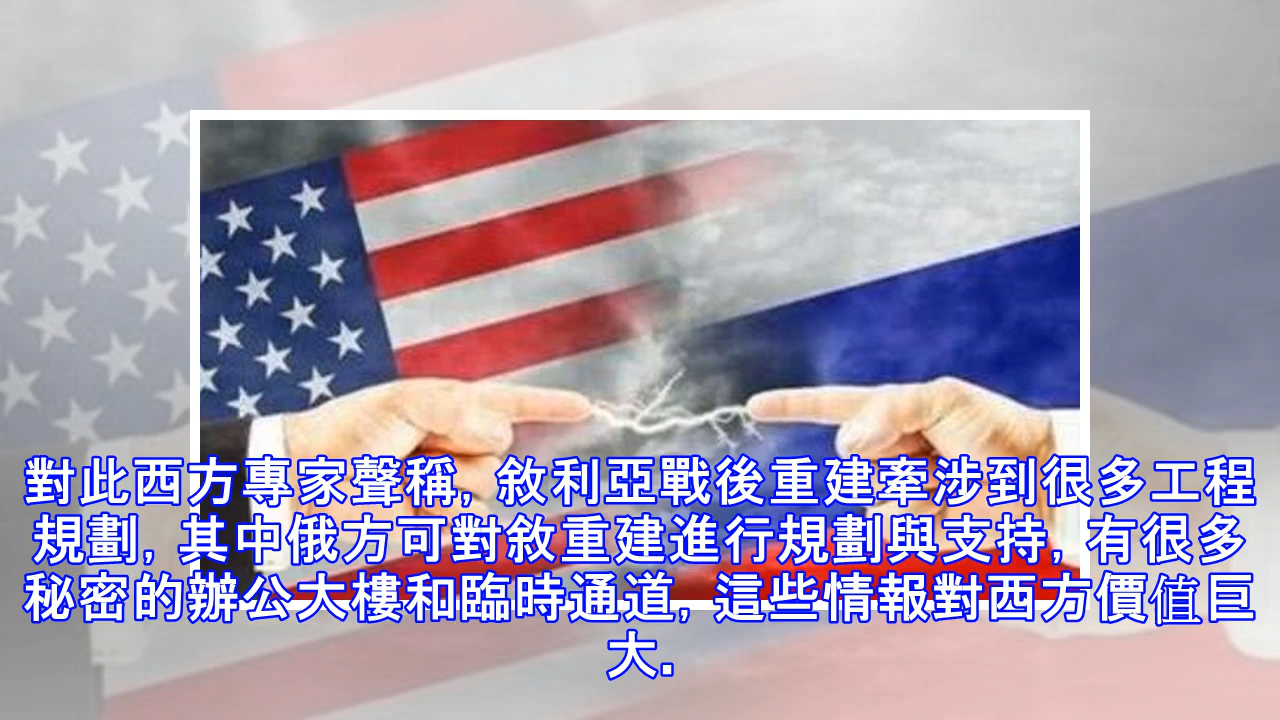 對此西方專家聲稱, 敘利亞戰後重建牽涉到很多工程
規劃, 其中俄方可對敘重建進行規劃與支持, 有很多
秘密的辦公大樓和臨時通道, 這些情報對西方價值巨
大.